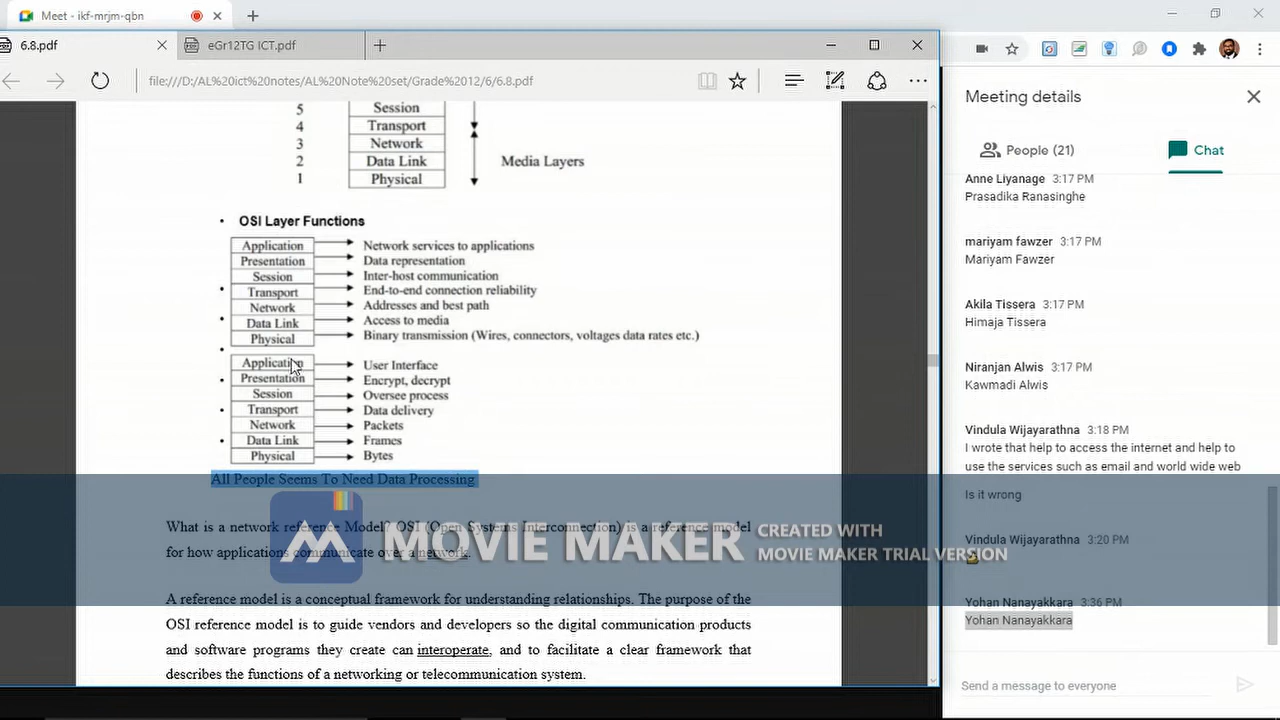 Meet - ikf-mrjm-qbn
6.8.pdf
eGr12TG ICT.pdf
file:///D:/AL%20ict%20notes/AL%20Note%20set/Grade%2012/6/6.8.pdf
5 Session
4 Transport
3 Network
2 Data Link Media Layers
1 Physical
• OSI Layer Functions
Application Network services to applications
Presentation Data representation
Session Inter-host communication
Transport End-to-end connection reliability
Network Addresses and best path
Data Link Access to media
Physical Binary transmission (Wires, connectors, voltages data rates etc.)
Application User Interface
Presentation Encrypt, decrypt
Session Oversee process
Transport Data delivery
Network Packets
Data Link Frames
Physical Bytes
All People Seems To Need Data Processing
What is a network reference Model? OSI (Open Systems Interconnection) is a reference model
for how applications communicate over a network.
A reference model is a conceptual framework for understanding relationships. The purpose of the
OSI reference model is to guide vendors and developers so the digital communication products
and software programs they create can interoperate, and to facilitate a clear framework that
describes the functions of a networking or telecommunication system.
MOVIE MAKER
CREATED WITH
MOVIE MAKER TRIAL VERSION
Meeting details
People (21)
Chat
Anne Liyanage 3:17 PM
Prasadika Ranasinghe
mariyam fawzer 3:17 PM
Mariyam Fawzer
Akila Tissera 3:17 PM
Himaja Tissera
Niranjan Alwis 3:17 PM
Kawmadi Alwis
Vindula Wijayarathna 3:18 PM
I wrote that help to access the internet and help to
use the services such as email and world wide web
Is it wrong
Vindula Wijayarathna 3:20 PM
Yohan Nanayakkara 3:36 PM
Yohan Nanayakkara
Send a message to everyone